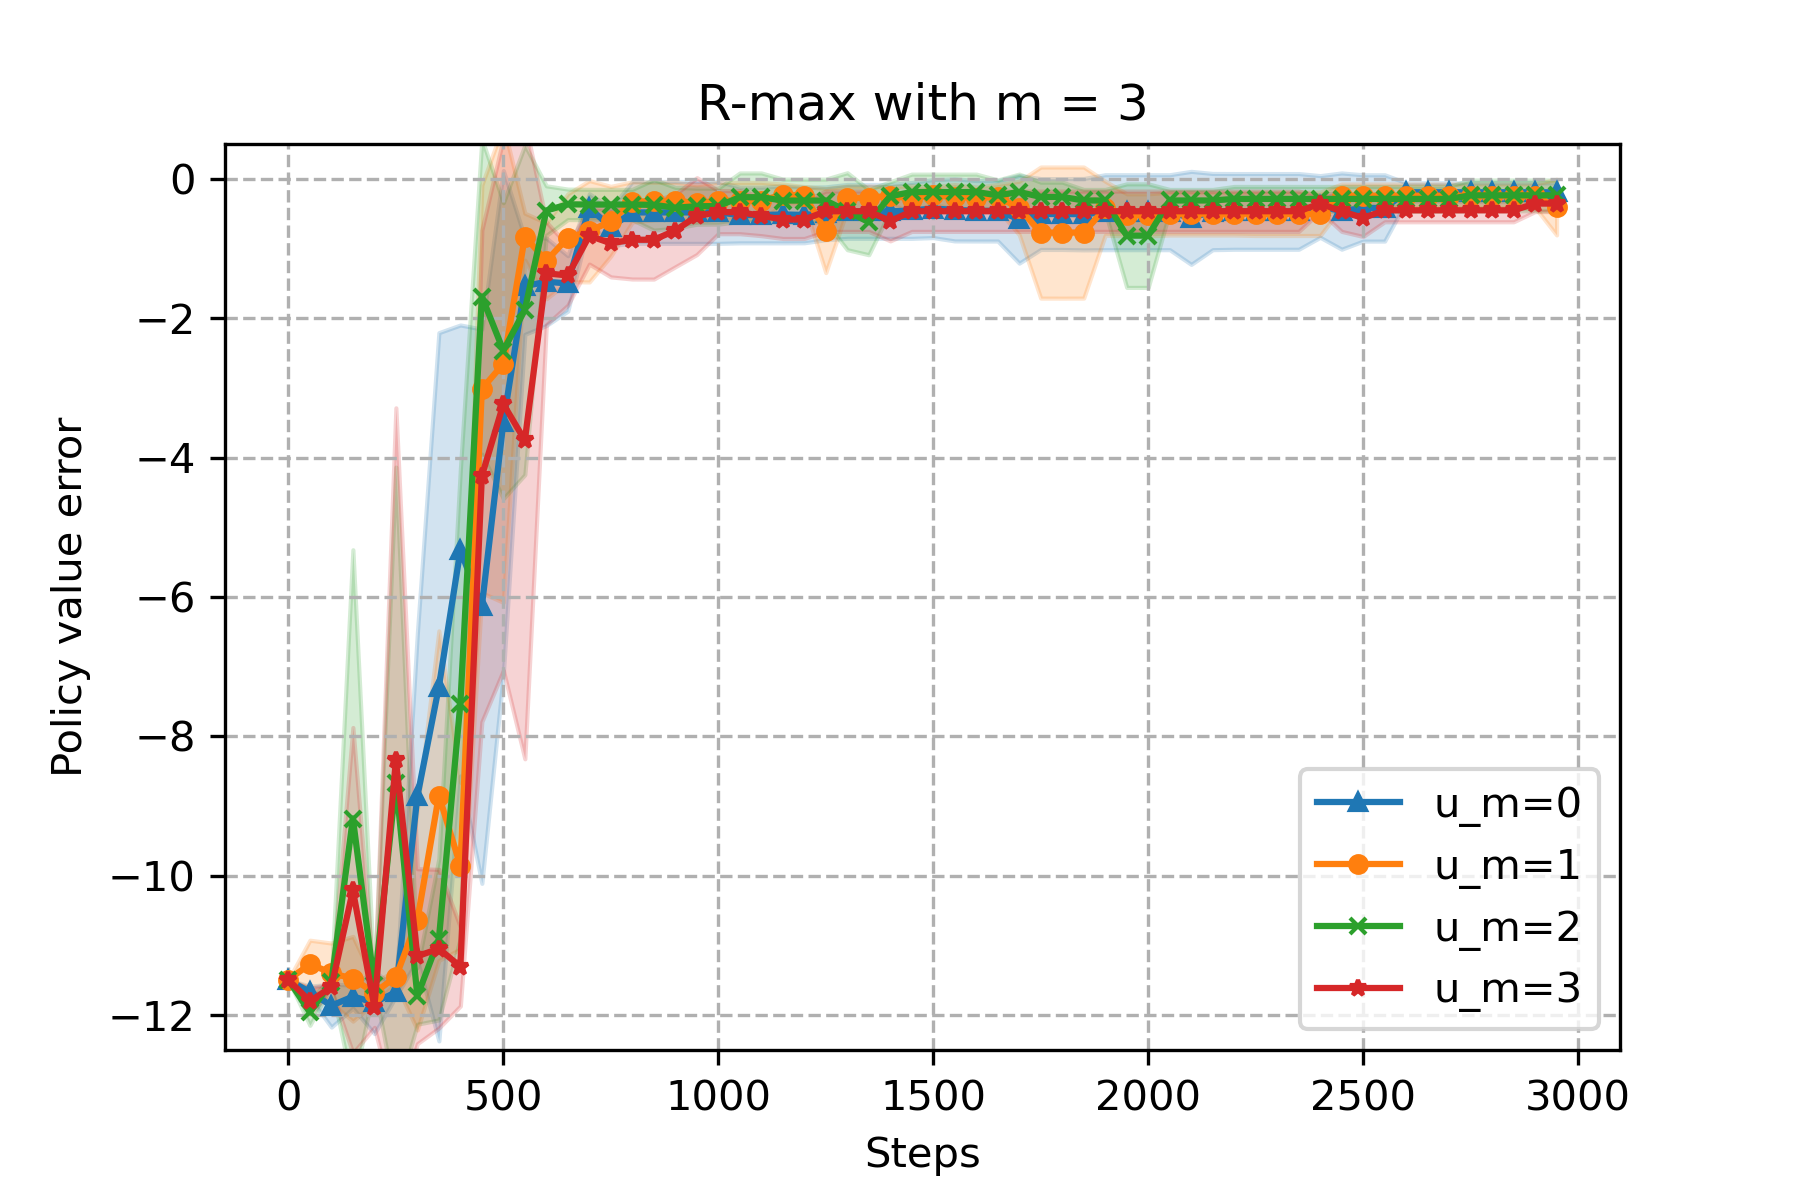 R-max with m = 3
Policy value error
0
−2
−4
−6
−8
−10
−12
0 500 1000 1500 2000 2500 3000
Steps
u_m=0
u_m=1
u_m=2
u_m=3